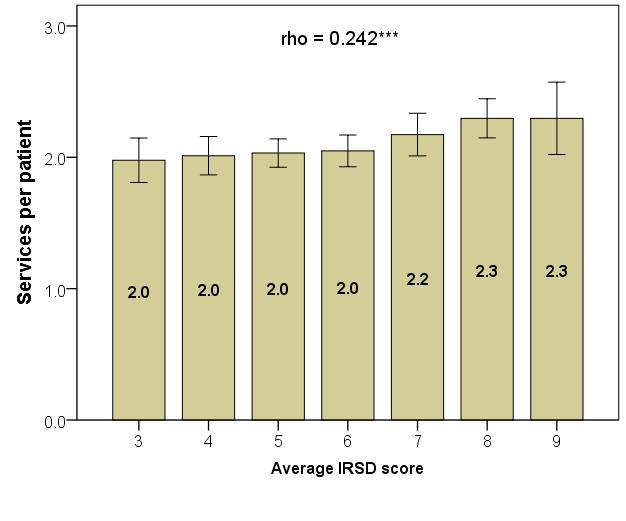 3.0
rho = 0.242***
2.0
1.0
0.0
Services per patient
2.0 2.0 2.0 2.0 2.2 2.3 2.3
3 4 5 6 7 8 9
Average IRSD score